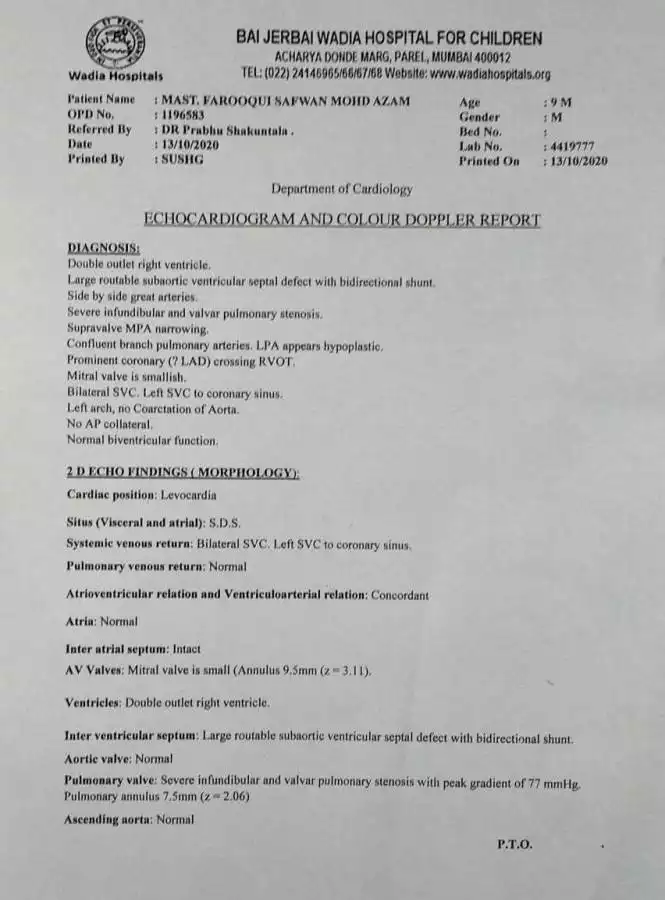 BAI JERBAI WADIA HOSPITAL FOR CHILDREN
ACHARYA DONDE MARG, PAREL, MUMBAI 400012
TEL: (022) 24146965/66/67/68 Website: www.wadiahospitals.org
Wadia Hospitals
Patient Name : MAST. FAROOQUI SAFWAN MOHD AZAM Age : 9 M
OPD No. : 1196583 Gender : M
Referred By : DR Prabhu Shakuntala . Bed No. :
Date : 13/10/2020 Lab No. : 4419777
Printed By : SUSHG Printed On : 13/10/2020
Department of Cardiology
ECHOCARDIOGRAM AND COLOUR DOPPLER REPORT
DIAGNOSIS:
Double outlet right ventricle.
Large routable subaortic ventricular septal defect with bidirectional shunt.
Side by side great arteries.
Severe infundibular and valvar pulmonary stenosis.
Supravalve MPA narrowing.
Confluent branch pulmonary arteries. LPA appears hypoplastic.
Prominent coronary (? LAD) crossing RVOT.
Mitral valve is smallish.
Bilateral SVC. Left SVC to coronary sinus.
Left arch, no Coarctation of Aorta.
No AP collateral.
Normal biventricular function.
2 D ECHO FINDINGS ( MORPHOLOGY):
Cardiac position: Levocardia
Situs (Visceral and atrial): S.D.S.
Systemic venous return: Bilateral SVC. Left SVC to coronary sinus.
Pulmonary venous return: Normal
Atrioventricular relation and Ventriculoarterial relation: Concordant
Atria: Normal
Inter atrial septum: Intact
AV Valves: Mitral valve is small (Annulus 9.5mm (z = 3.11).
Ventricles: Double outlet right ventricle.
Inter ventricular septum: Large routable subaortic ventricular septal defect with bidirectional shunt.
Aortic valve: Normal
Pulmonary valve: Severe infundibular and valvar pulmonary stenosis with peak gradient of 77 mmHg.
Pulmonary annulus 7.5mm (z = 2.06)
Ascending aorta: Normal
P.T.O.